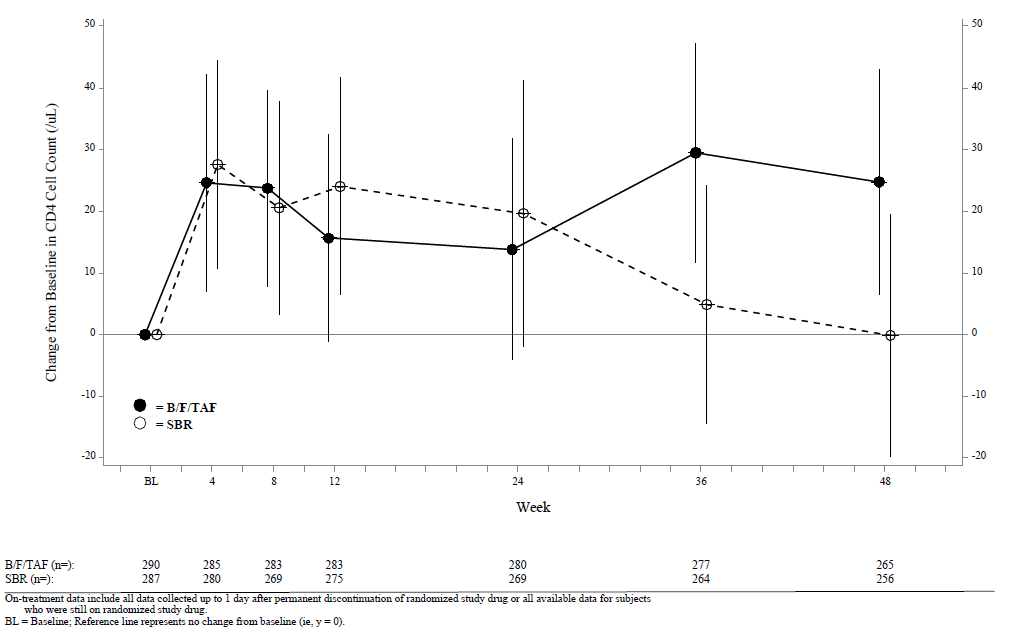 50 50
40 40
30 30
20 20
10 10
0 0
-10 -10
-20 -20
Change from Baseline in CD4 Cell Count (/uL)
= B/F/TAF
= SBR
BL 4 8 12 24 36 48
Week
B/F/TAF (n=): 290 285 283 283 280 277 265
SBR (n=): 287 280 269 275 269 264 256
On-treatment data include all data collected up to 1 day after permanent discontinuation of randomized study drug or all available data for subjects
who were still on randomized study drug.
BL = Baseline; Reference line represents no change from baseline (ie, y = 0).